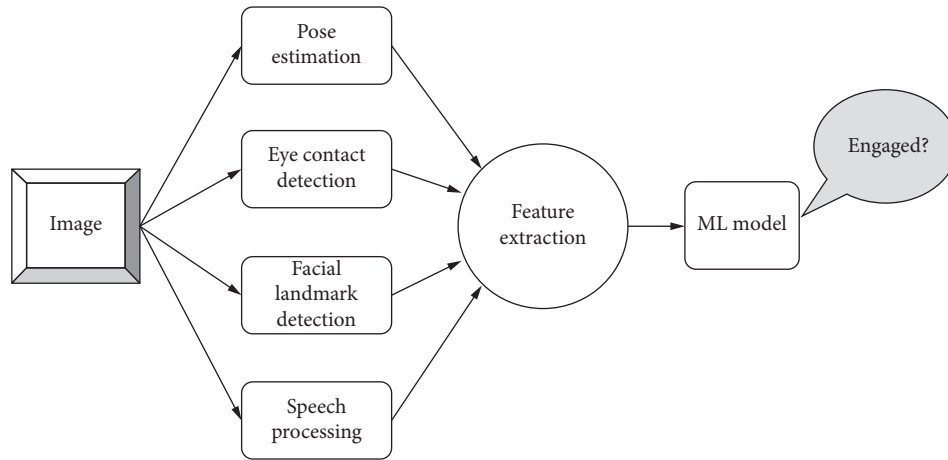 Pose
estimation
Eye contact
detection
Image
Facial
landmark
detection
Speech
processing
Feature
extraction
ML model
Engaged?